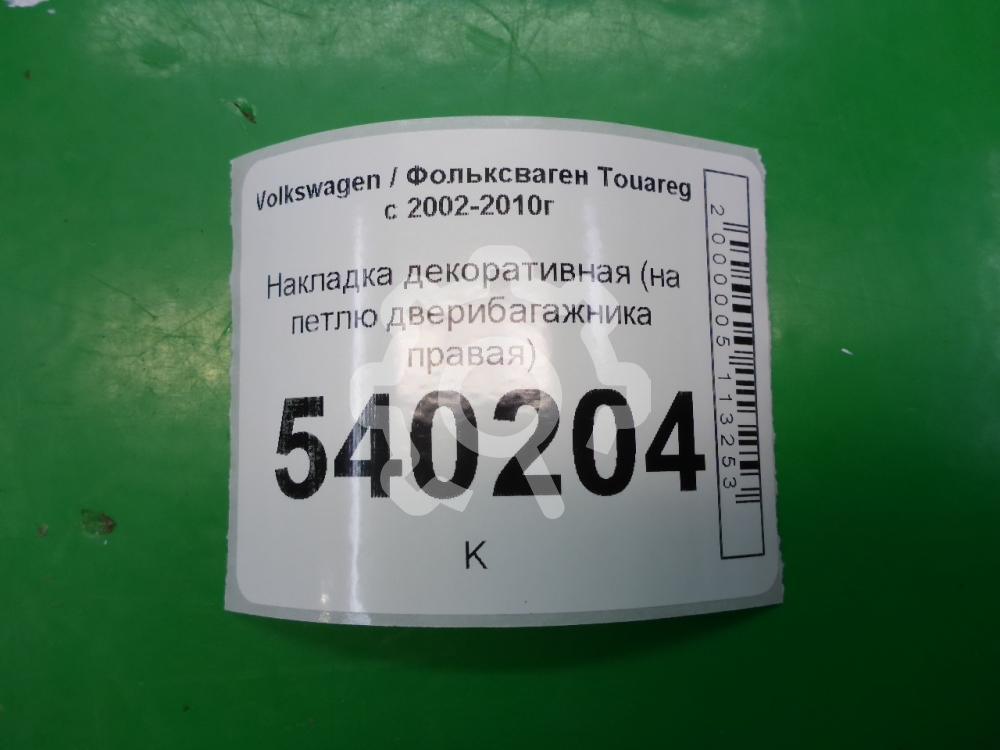 Volkswagen / Фольксваген Touareg
с 2002-2010г
Накладка декоративная (на
петлю дверибагажника
правая)
540204
К
2000005113253